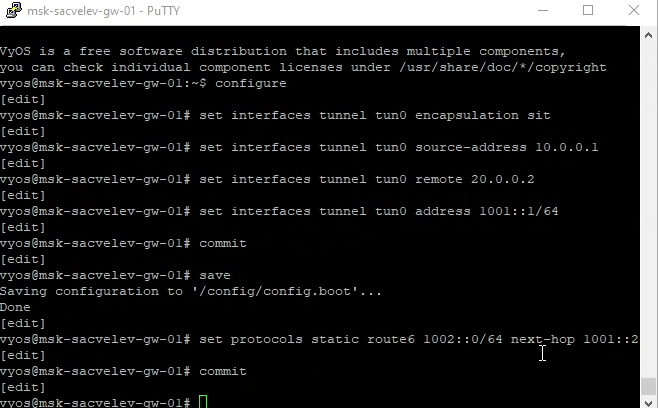 msk-sacvelev-gw-01 - PuTTY
VyOS is a free software distribution that includes multiple components,
you can check individual component licenses under /usr/share/doc/*/copyright
vyos@msk-sacvelev-gw-01:~$ configure
[edit]
vyos@msk-sacvelev-gw-01# set interfaces tunnel tun0 encapsulation sit
[edit]
vyos@msk-sacvelev-gw-01# set interfaces tunnel tun0 source-address 10.0.0.1
[edit]
vyos@msk-sacvelev-gw-01# set interfaces tunnel tun0 remote 20.0.0.2
[edit]
vyos@msk-sacvelev-gw-01# set interfaces tunnel tun0 address 1001::1/64
[edit]
vyos@msk-sacvelev-gw-01# commit
[edit]
vyos@msk-sacvelev-gw-01# save
Saving configuration to '/config/config.boot'...
Done
[edit]
vyos@msk-sacvelev-gw-01# set protocols static route6 1002::0/64 next-hop 1001::2
[edit]
vyos@msk-sacvelev-gw-01# commit
[edit]
vyos@msk-sacvelev-gw-01#